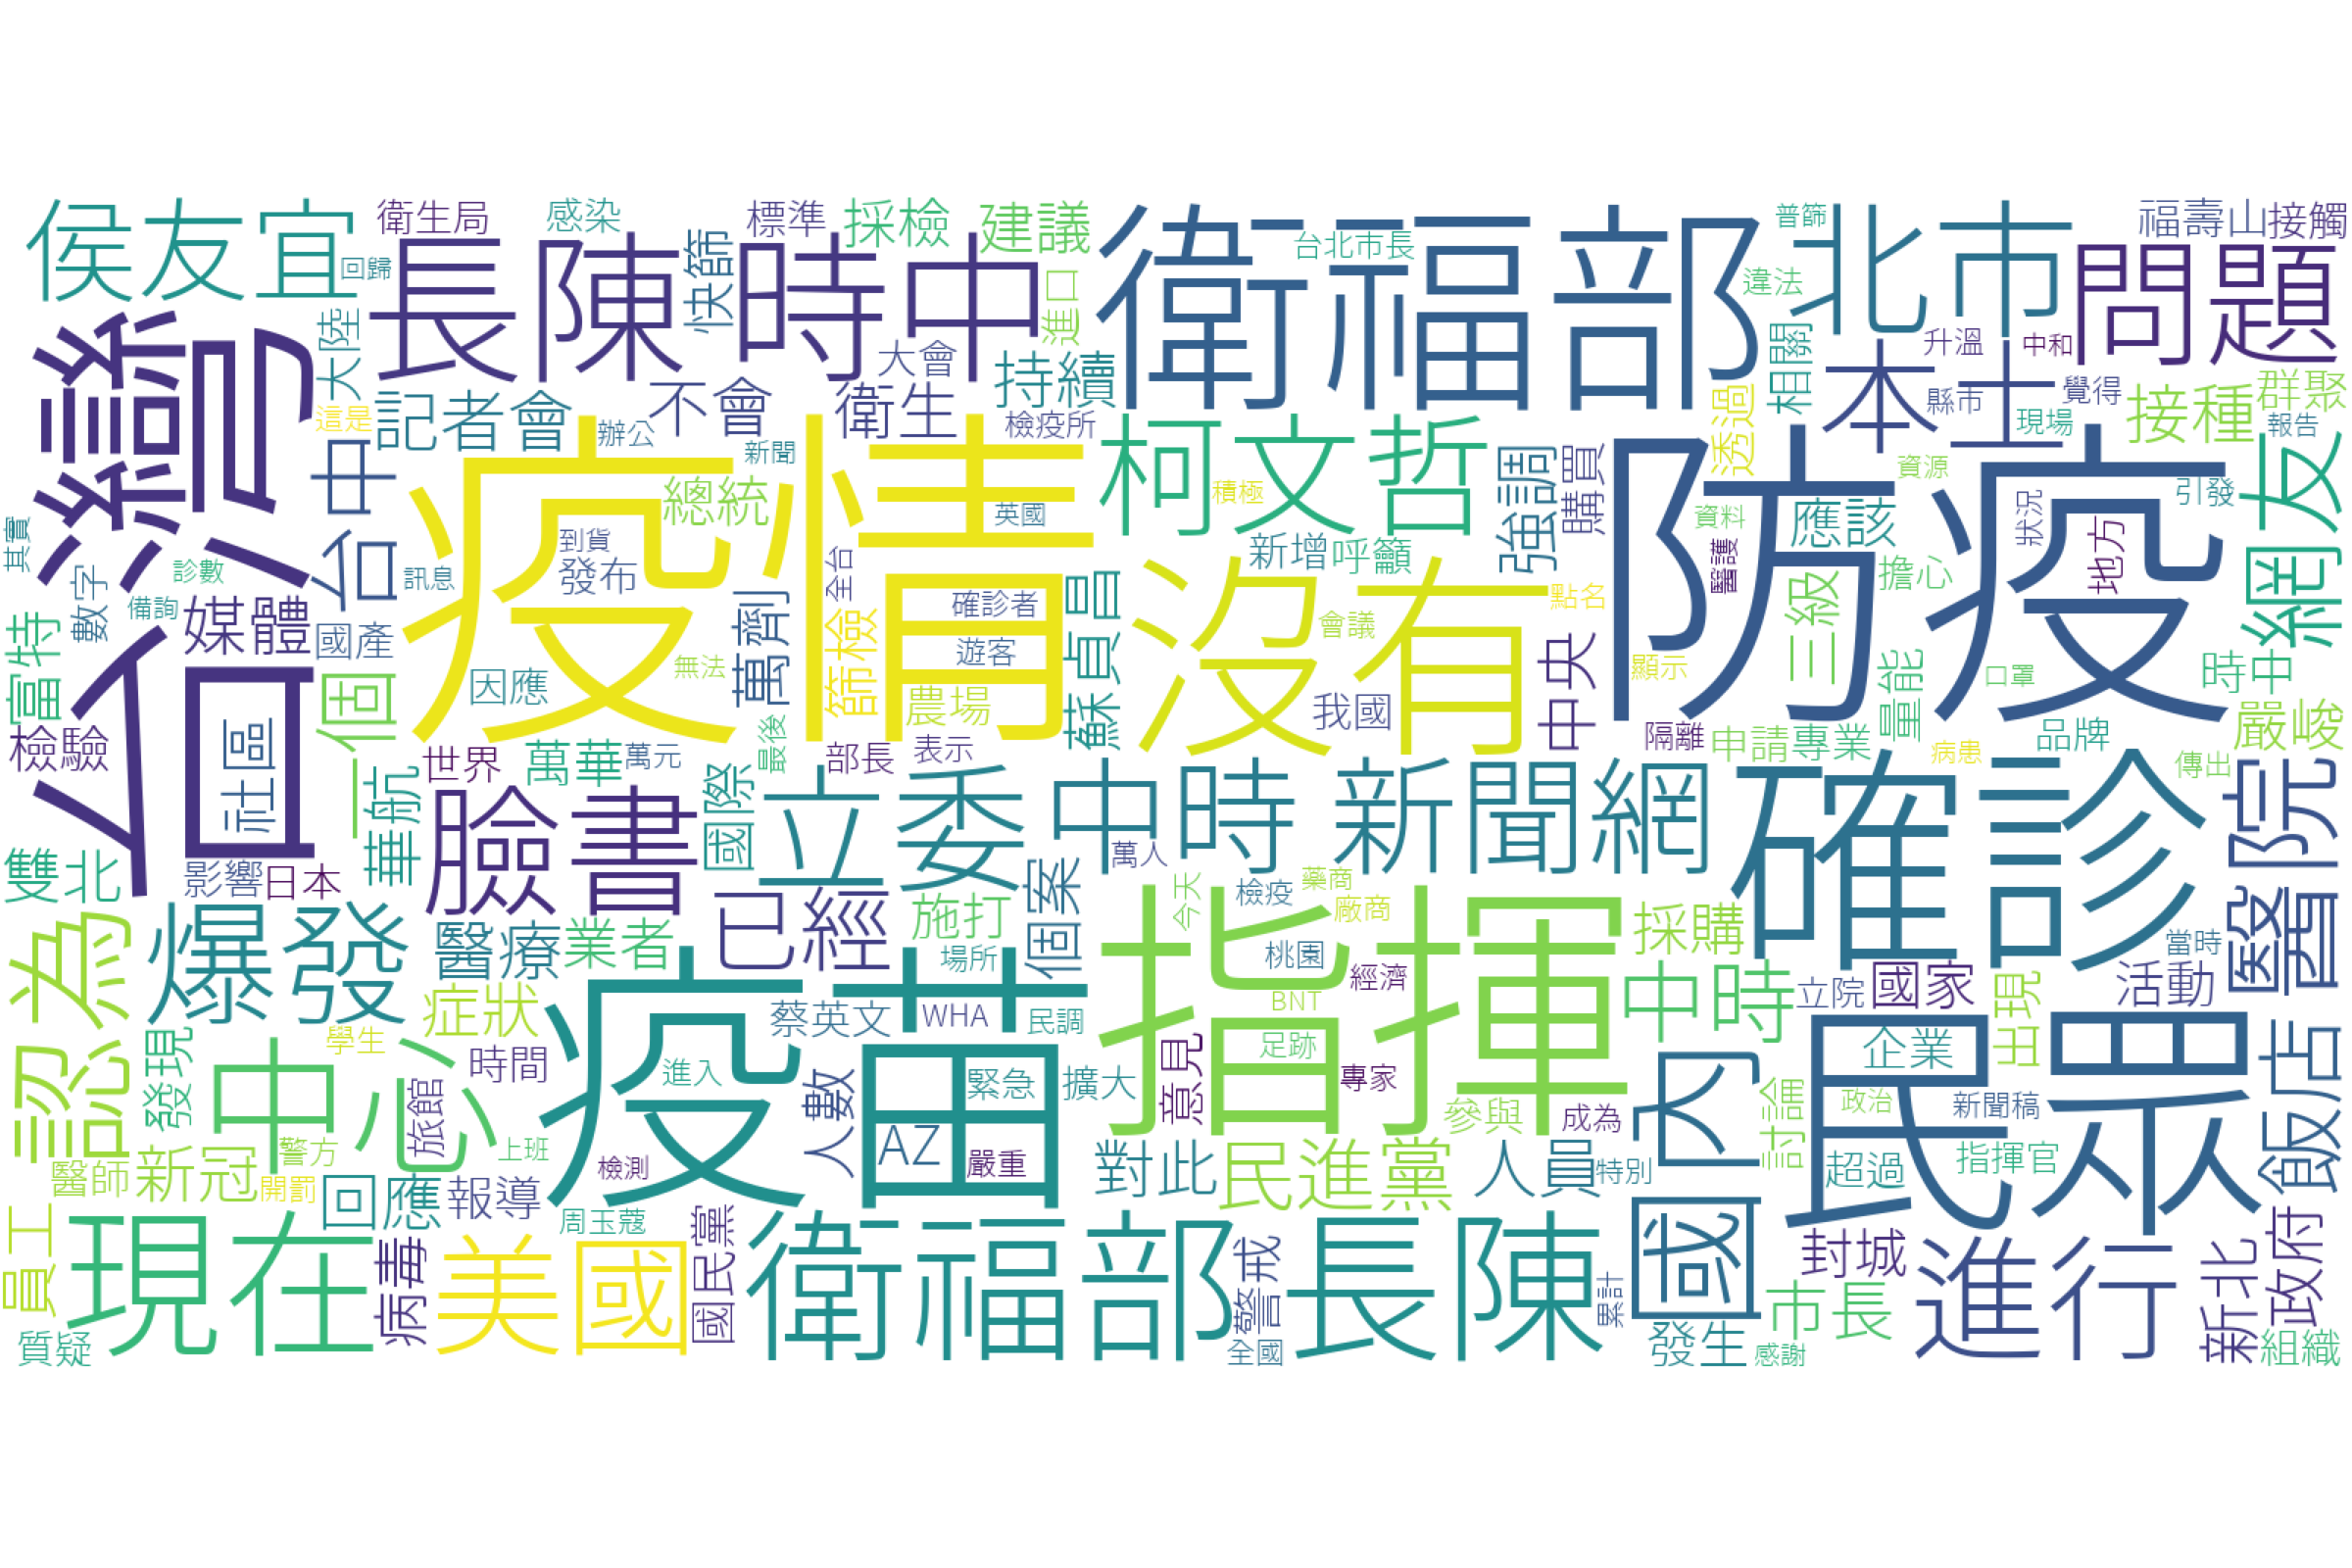 侯友宜
衛生局
感染
標準
採檢
建議
衛福部
台北市長
普篩
北市
福壽山
接觸
回歸
長陳時中
快篩
進口
違法
問題
台灣
大陸
大會
持續
相關
本土
升溫
中和
這是
記者會
不會
衛生
檢疫所
柯文哲
透過
縣市
覺得
接種
群聚
現場
報告
台中
辦公
新聞
疫情
總統
積極
英國
強調
購買
防疫
資源
引發
網友
其實
數字
診數
訊息
到貨
發布
全台
新增
呼籲
資料
應該
狀況
地方
備詢
媒體
萬劑
確診者
沒有
點名
醫護
三級
擔心
富特
國產
個
因應
無法
篩檢
遊客
農場
蘇貞昌
會議
我國
中央
顯示
量能
口罩
時中
檢驗
社區
世界
萬元
最後
部長
表示
隔離
申請
專業
病患
品牌
嚴峻
傳出
萬華
華航
國際
立委
中時 新聞網
確診
醫院
雙北
影響
日本
臉書
萬人
認為
爆發
醫療
業者
已經
施打
個案
今天
檢疫
藥商
廠商
採購
當時
場所
桃園
經濟
症狀
疫苗
指揮
中時
立院
國家
活動
出現
蔡英文
WHA
民調
BNT
發現
學生
中心
時間
進入
緊急
擴大
意見
足跡
專家
國內
企業
民眾
飯店
旅館
人數
參與
成為
討論
政治
新聞稿
醫師
新冠
警方
上班
檢測
AZ
嚴重
對此
民進黨
人員
特別
超過
指揮官
開罰
回應
報導
周玉蔻
員工
現在
病毒
美國
國民黨
衛福部長陳
警戒
累計
封城
進行
新北
政府
市長
質疑
全國
發生
感謝
組織